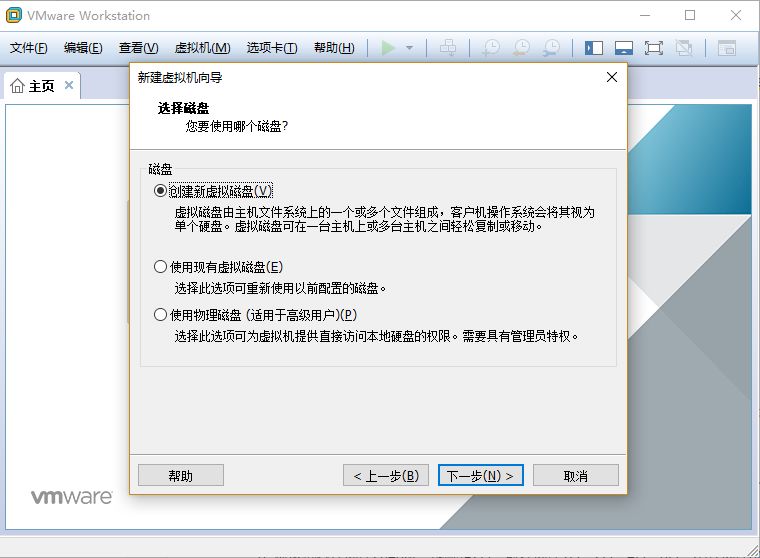 VMware Workstation
文件(F) 编辑(E) 查看(V) 虚拟机(M) 选项卡(T) 帮助(H)
主页
新建虚拟机向导
选择磁盘
您要使用哪个磁盘?
磁盘
创建新虚拟磁盘(V)
虚拟磁盘由主机文件系统上的一个或多个文件组成，客户机操作系统会将其视为
单个硬盘。虚拟磁盘可在一台主机上或多台主机之间轻松复制或移动。
使用现有虚拟磁盘(E)
选择此选项可重新使用以前配置的磁盘。
使用物理磁盘 (适用于高级用户)(P)
选择此选项可为虚拟机提供直接访问本地硬盘的权限。需要具有管理员特权。
帮助 < 上一步(B) 下一步(N) > 取消
vmware